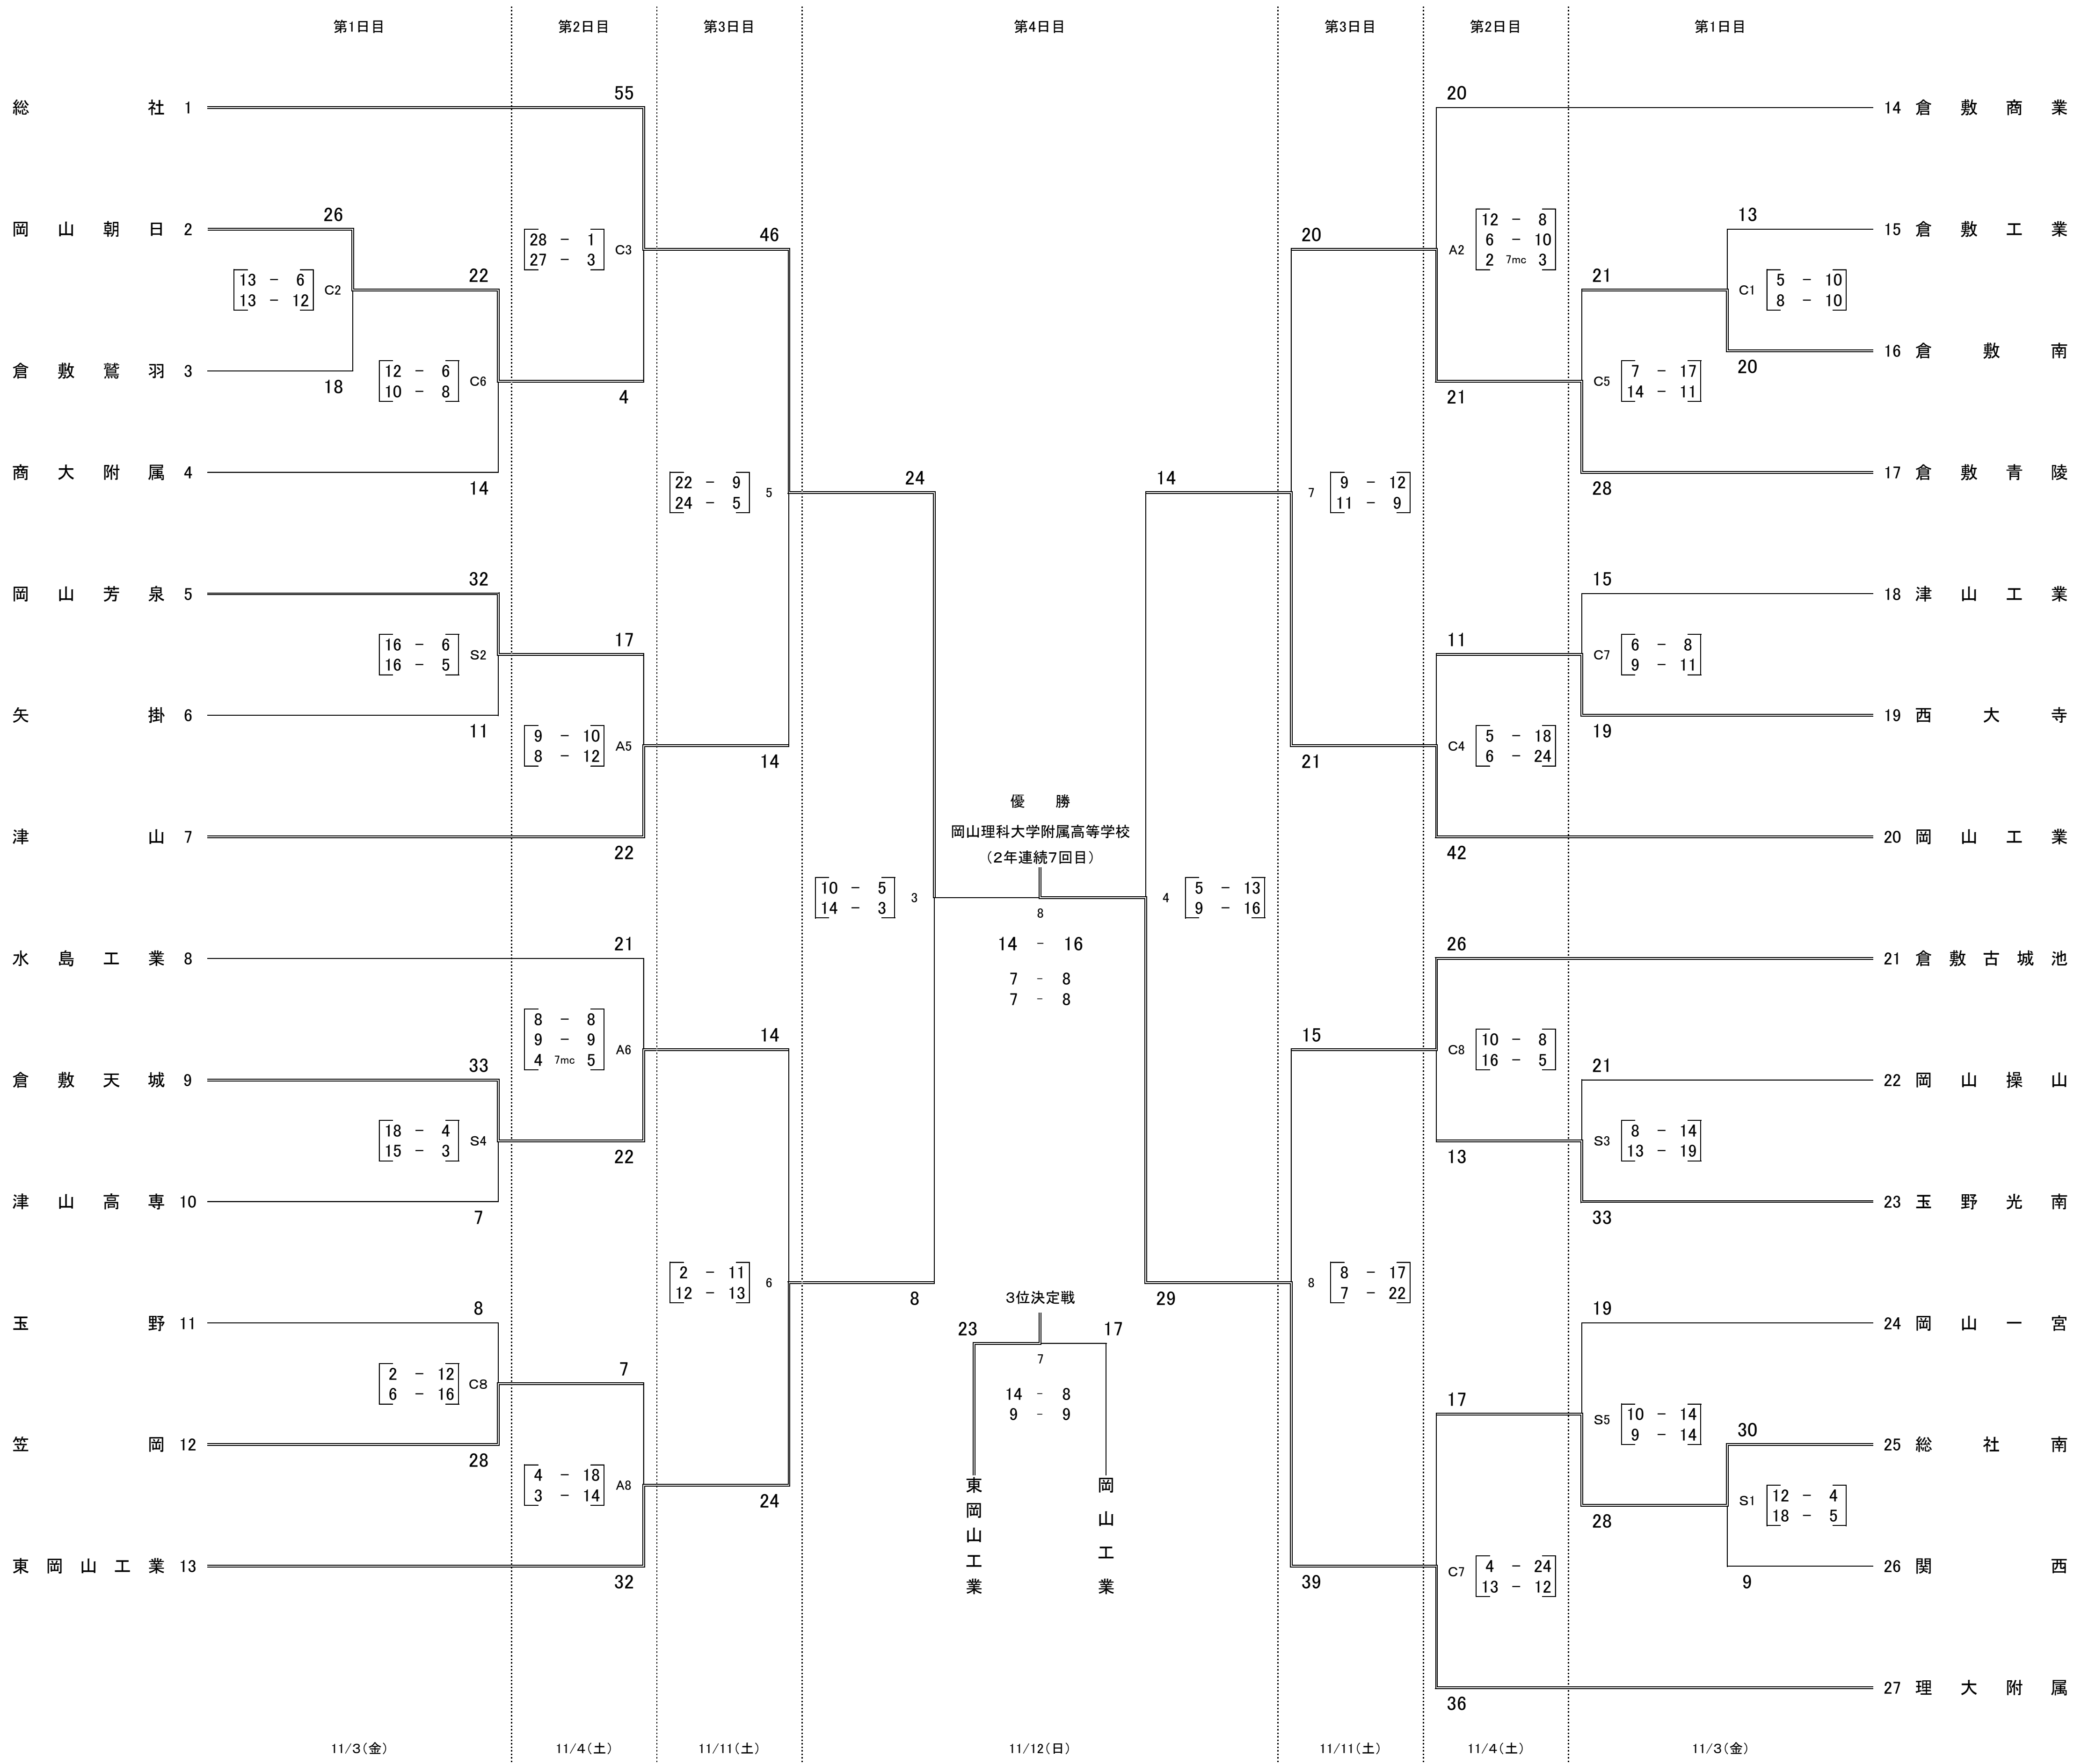 第1日目 第2日目 第3日目 第4日目 第3日目 第2日目 第1日目
55 20
総社 1 14 倉敷商業
26 13
岡山朝日 2 15 倉敷工業
28 - 1
27 - 3
C3
46
20
A2
12 - 8
6 - 10
2 7mc 3
13 - 6
13 - 12
C2
22
21
C1
5 - 10
8 - 10
16 倉敷南
倉敷鷲羽 3
18
12 - 6
10 - 8
C6
4
21
C5
7 - 17
14 - 11
20
商大附属 4 17 倉敷青陵
14
22 - 9
24 - 5
5
24
14
7
9 - 12
11 - 9
28
32 15
岡山芳泉 5 18 津山工業
16 - 6
16 - 5
S2
17
11
C7
6 - 8
9 - 11
矢掛 6 19 西大寺
11
9 - 10
8 - 12
A5
14
21
C4
5 - 18
6 - 24
19
優勝
岡山理科大学附属高等学校
(2年連続7回目)
津山 7 20 岡山工業
22 42
10 - 5
14 - 3
3
8
14 - 16
7 - 8
7 - 8
4
5 - 13
9 - 16
21 26
水島工業 8 21 倉敷古城池
8 - 8
9 - 9
4 7mc 5
A6
14
15
C8
10 - 8
16 - 5
33 21
倉敷天城 9 22 岡山操山
18 - 4
15 - 3
S4
22
13
S3
8 - 14
13 - 19
津山高専 10 23 玉野光南
7 33
2 - 11
12 - 13
6
8
29
8
8 - 17
7 - 22
3位決定戦
23 17
7
14 - 8
9 - 9
東岡山工業
岡山工業
8 19
玉野 11 24 岡山一宮
2 - 12
6 - 16
C8
7
17
S5
10 - 14
9 - 14
30
笠岡 12 25 総社南
28
4 - 18
3 - 14
A8
24
28
S1
12 - 4
18 - 5
東岡山工業 13 26 関西
32 39
C7
4 - 24
13 - 12
9
27 理大附属
36
11/3(金) 11/4(土) 11/11(土) 11/12(日) 11/11(土) 11/4(土) 11/3(金)